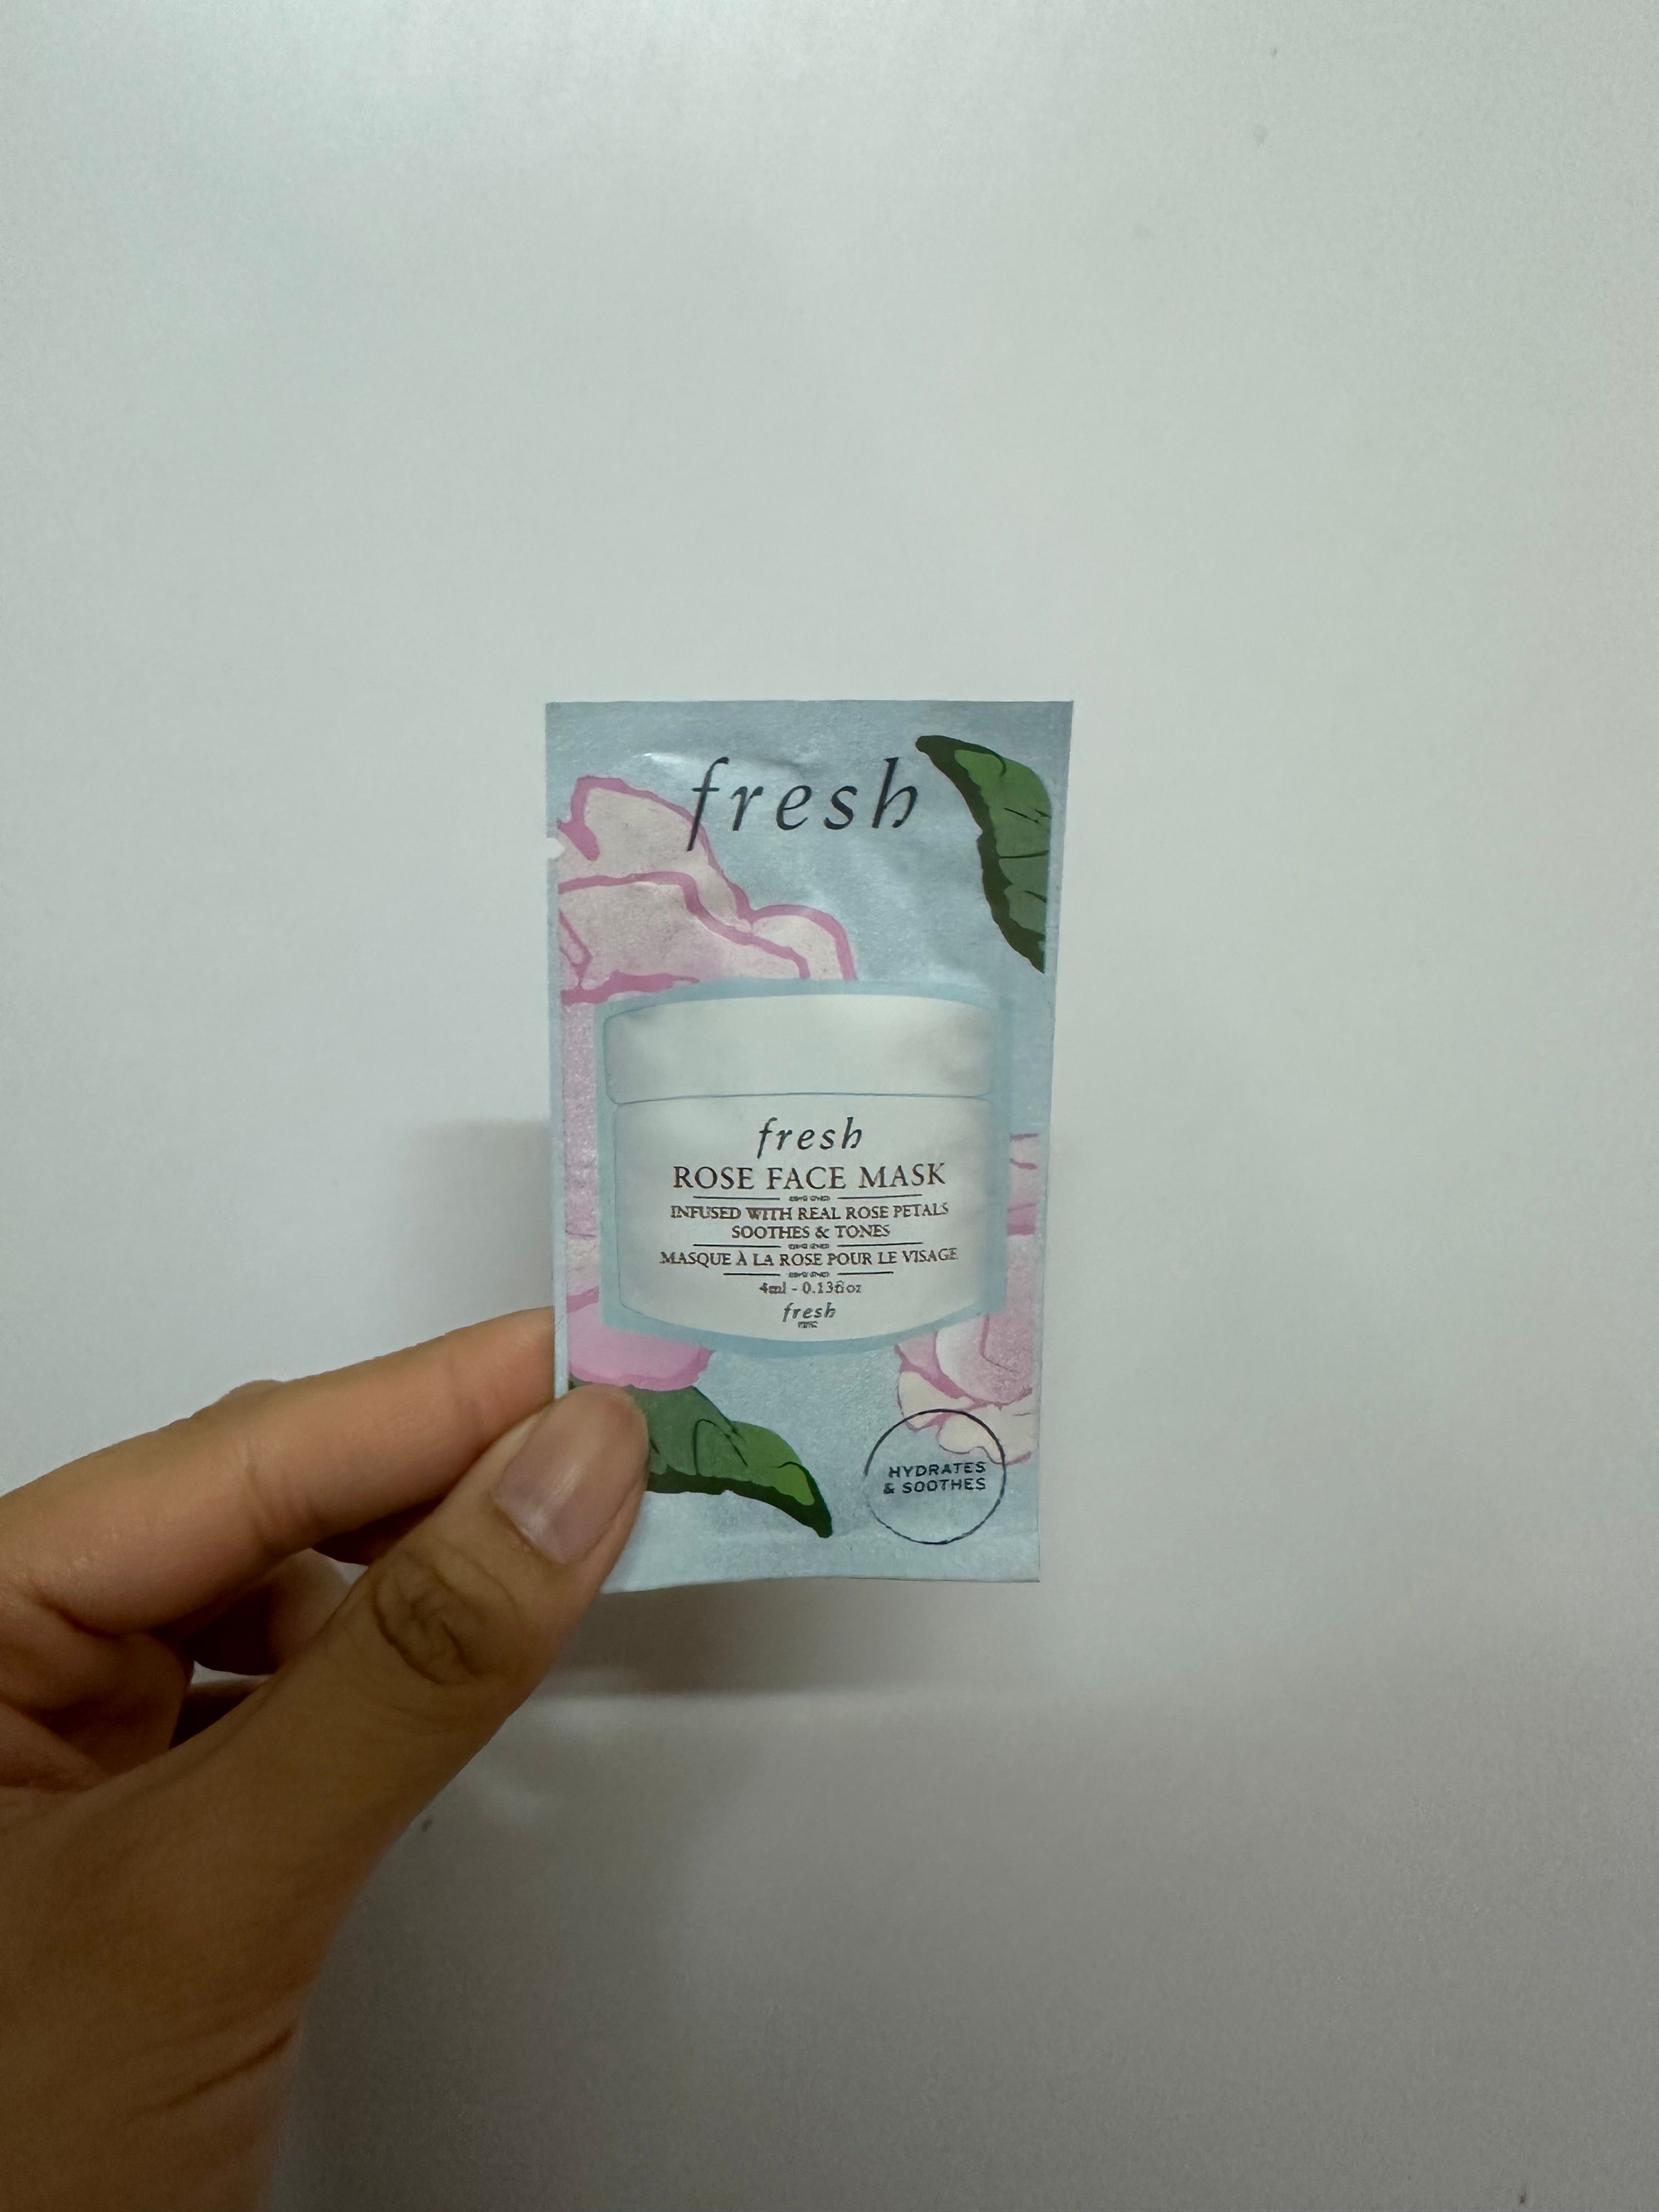 fresh
fresh
ROSE FACE MASK
INFUSED WITH REAL ROSE PETALS
SOOTHES & TONES
MASQUE À LA ROSE POUR LE VISAGE
4ml - 0.13fl oz
fresh
HYDRATES
& SOOTHES